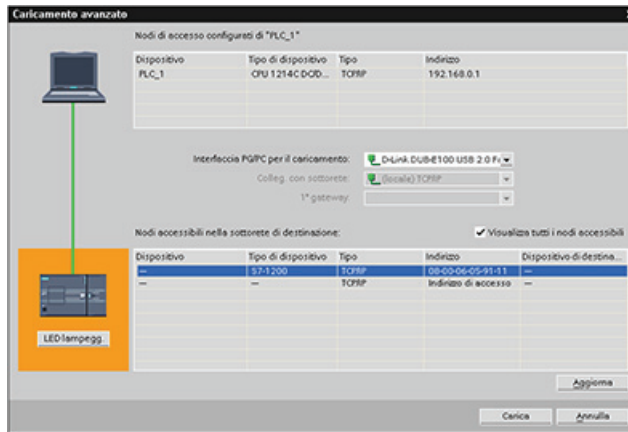 Caricamento avanzato
Nodi di accesso configurati di "PLC_1"
Dispositivo Tipo di dispositivo Tipo Indirizzo
PLC_1 CPU 1214C DC/D... TCP/IP 192.168.0.1
Interfaccia PG/PC per il caricamento: D-Link DUB-E100 USB 2.0 Fa
Colleg. con sottorete: (locale) TCP/IP
1° gateway:
Nodi accessibili nella sottorete di destinazione: Visualizza tutti i nodi accessibili
Dispositivo Tipo di dispositivo Tipo Indirizzo Dispositivo di destina...
— S7-1200 TCP/IP 08-00-06-05-91-11 —
— — TCP/IP Indirizzo di accesso —
LED lampegg.
Aggiorna
Carica Annulla